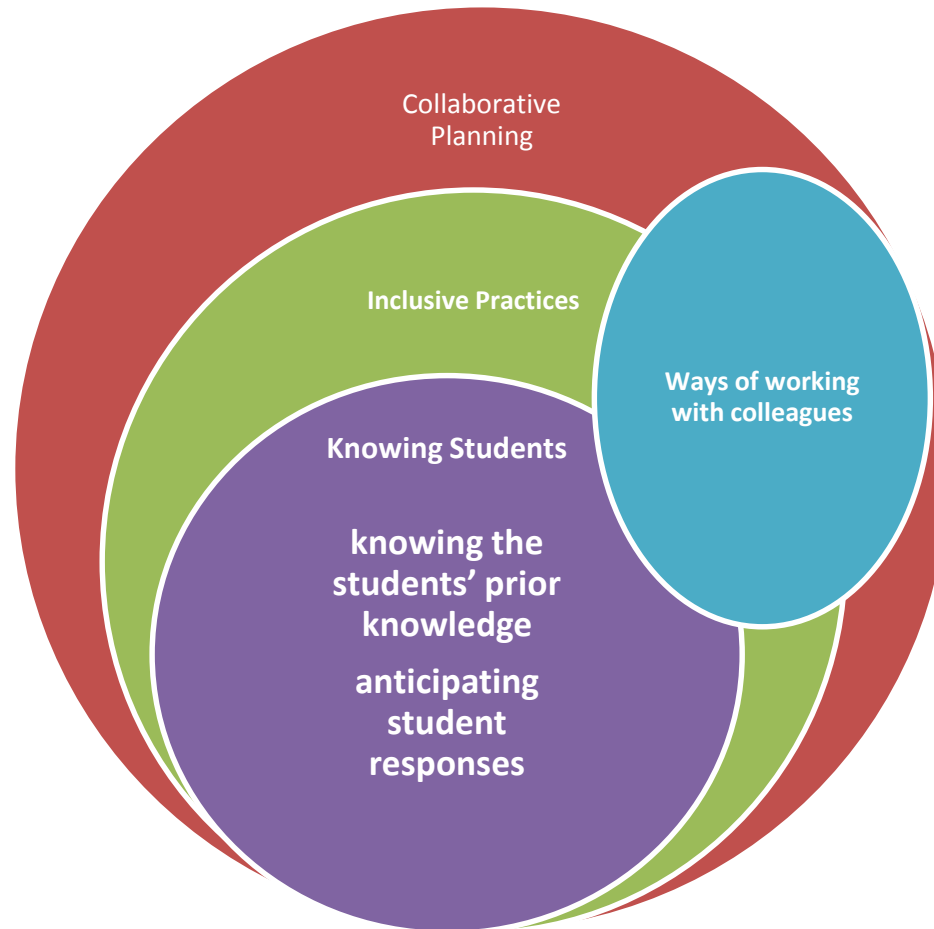 Collaborative
Planning
Inclusive Practices
Ways of working
with colleagues
Knowing Students
knowing the
students’ prior
knowledge
anticipating
student
responses